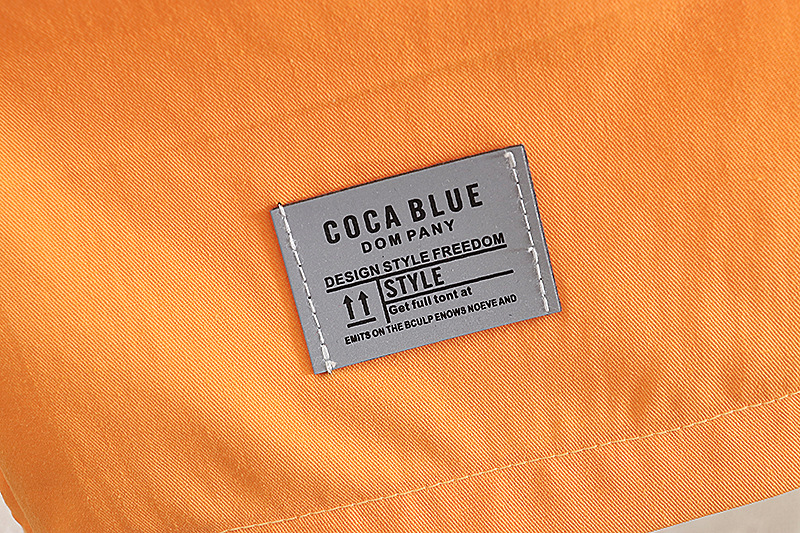 COCA BLUE
DOM PANY
DESIGN STYLE FREEDOM
STYLE
Get full tont at
EMITS ON THE BCULP ENOWS NOEVE AND